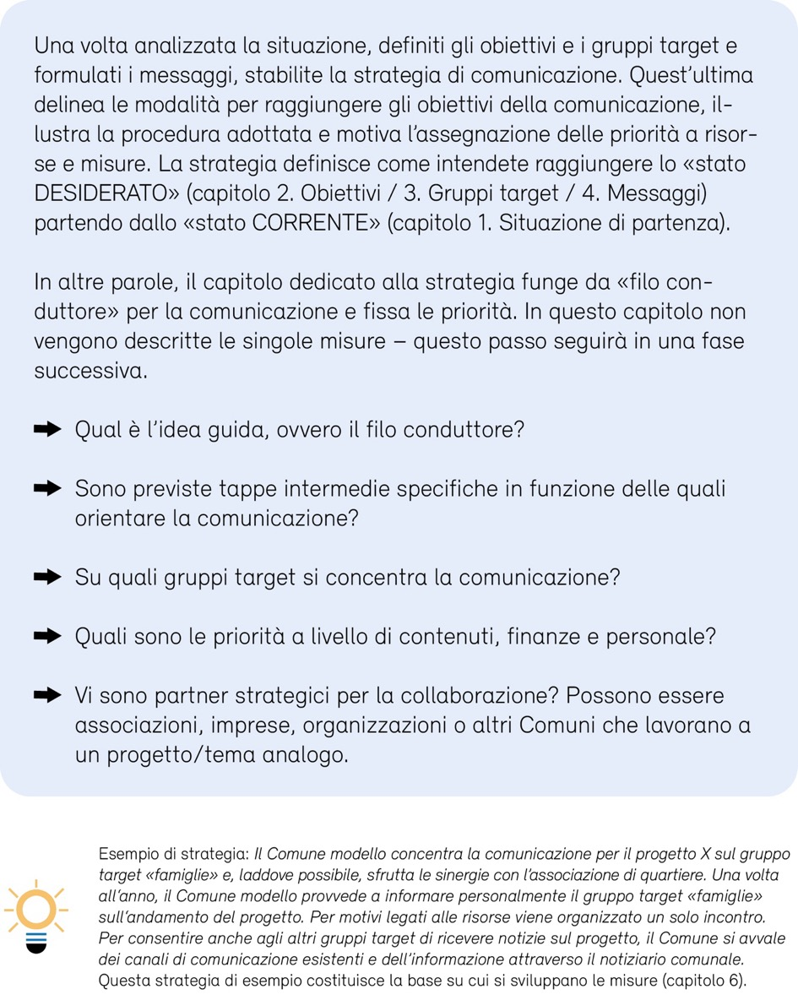 Una volta analizzata la situazione, definiti gli obiettivi e i gruppi target e
formulati i messaggi, stabilite la strategia di comunicazione. Quest’ultima
delinea le modalità per raggiungere gli obiettivi della comunicazione, il-
lustra la procedura adottata e motiva l’assegnazione delle priorità a risor-
se e misure. La strategia definisce come intendete raggiungere lo «stato
DESIDERATO» (capitolo 2. Obiettivi / 3. Gruppi target / 4. Messaggi)
partendo dallo «stato CORRENTE» (capitolo 1. Situazione di partenza).
In altre parole, il capitolo dedicato alla strategia funge da «filo con-
duttore» per la comunicazione e fissa le priorità. In questo capitolo non
vengono descritte le singole misure – questo passo seguirà in una fase
successiva.
Qual è l’idea guida, ovvero il filo conduttore?
Sono previste tappe intermedie specifiche in funzione delle quali
orientare la comunicazione?
Su quali gruppi target si concentra la comunicazione?
Quali sono le priorità a livello di contenuti, finanze e personale?
Vi sono partner strategici per la collaborazione? Possono essere
associazioni, imprese, organizzazioni o altri Comuni che lavorano a
un progetto/tema analogo.
Esempio di strategia: Il Comune modello concentra la comunicazione per il progetto X sul gruppo
target «famiglie» e, laddove possibile, sfrutta le sinergie con l’associazione di quartiere. Una volta
all’anno, il Comune modello provvede a informare personalmente il gruppo target «famiglie»
sull’andamento del progetto. Per motivi legati alle risorse viene organizzato un solo incontro.
Per consentire anche agli altri gruppi target di ricevere notizie sul progetto, il Comune si avvale
dei canali di comunicazione esistenti e dell’informazione attraverso il notiziario comunale.
Questa strategia di esempio costituisce la base su cui si sviluppano le misure (capitolo 6).